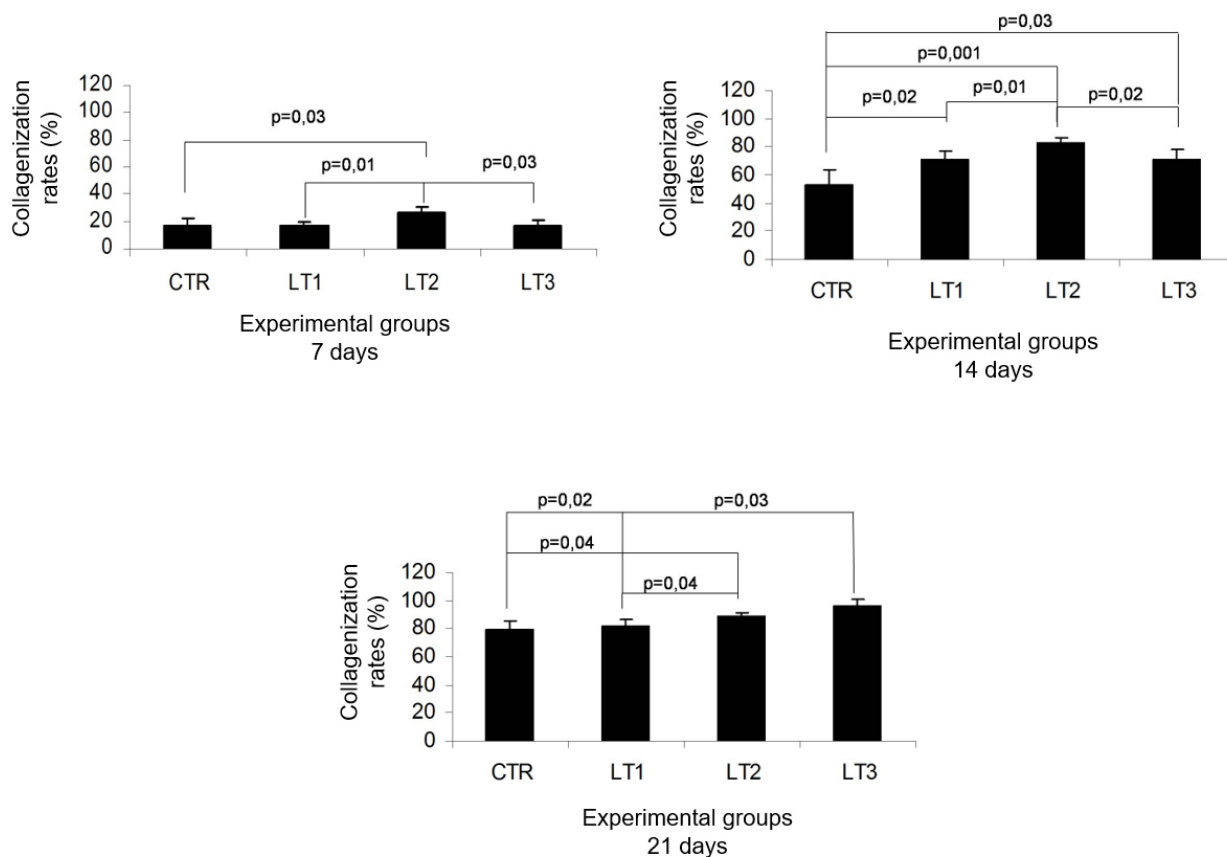 p=0,03
p=0,01
p=0,03
Collagenization
rates (%)
120
100
80
60
40
20
0
CTR
LT1
LT2
LT3
Experimental groups
7 days
p=0,03
p=0,001
p=0,01
p=0,02
p=0,02
Collagenization
rates (%)
120
100
80
60
40
20
0
CTR
LT1
LT2
LT3
Experimental groups
14 days
p=0,02
p=0,03
p=0,04
p=0,04
Collagenization
rates (%)
120
100
80
60
40
20
0
CTR
LT1
LT2
LT3
Experimental groups
21 days